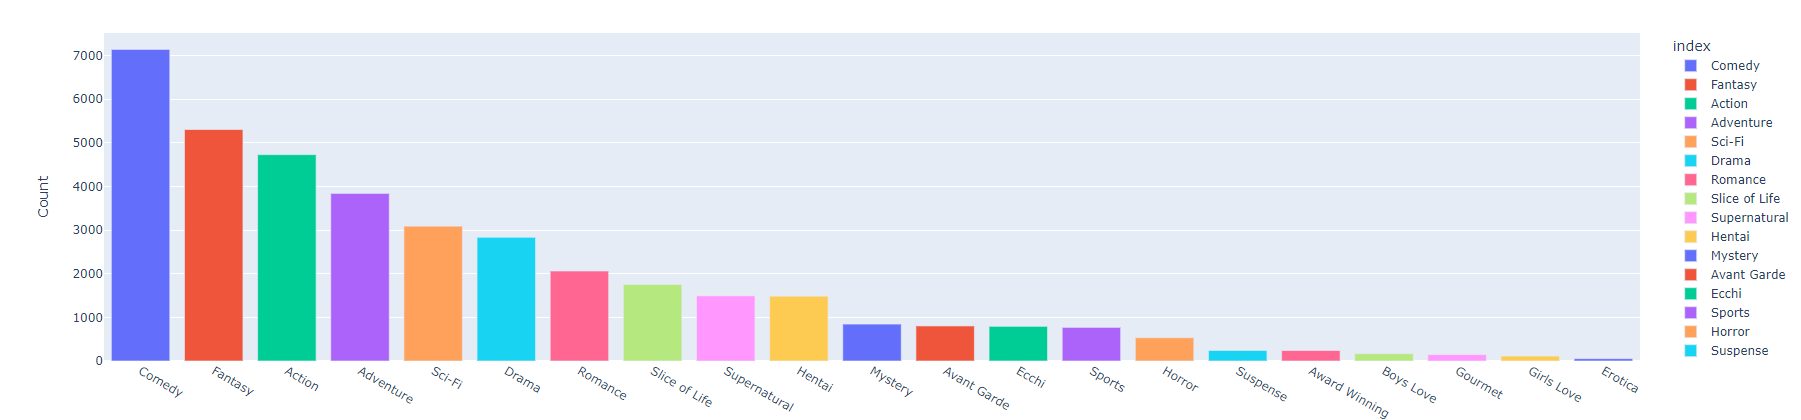 7000
6000
5000
4000
3000
2000
1000
0
Count
Comedy
Fantasy
Action
Adventure
Sci-Fi
Drama
Romance
Slice of Life
Supernatural
Hentai
Mystery
Avant Garde
Ecchi
Sports
Horror
Suspense
Award Winning
Boys Love
Gourmet
Girls Love
Erotica
index
Comedy
Fantasy
Action
Adventure
Sci-Fi
Drama
Romance
Slice of Life
Supernatural
Hentai
Mystery
Avant Garde
Ecchi
Sports
Horror
Suspense